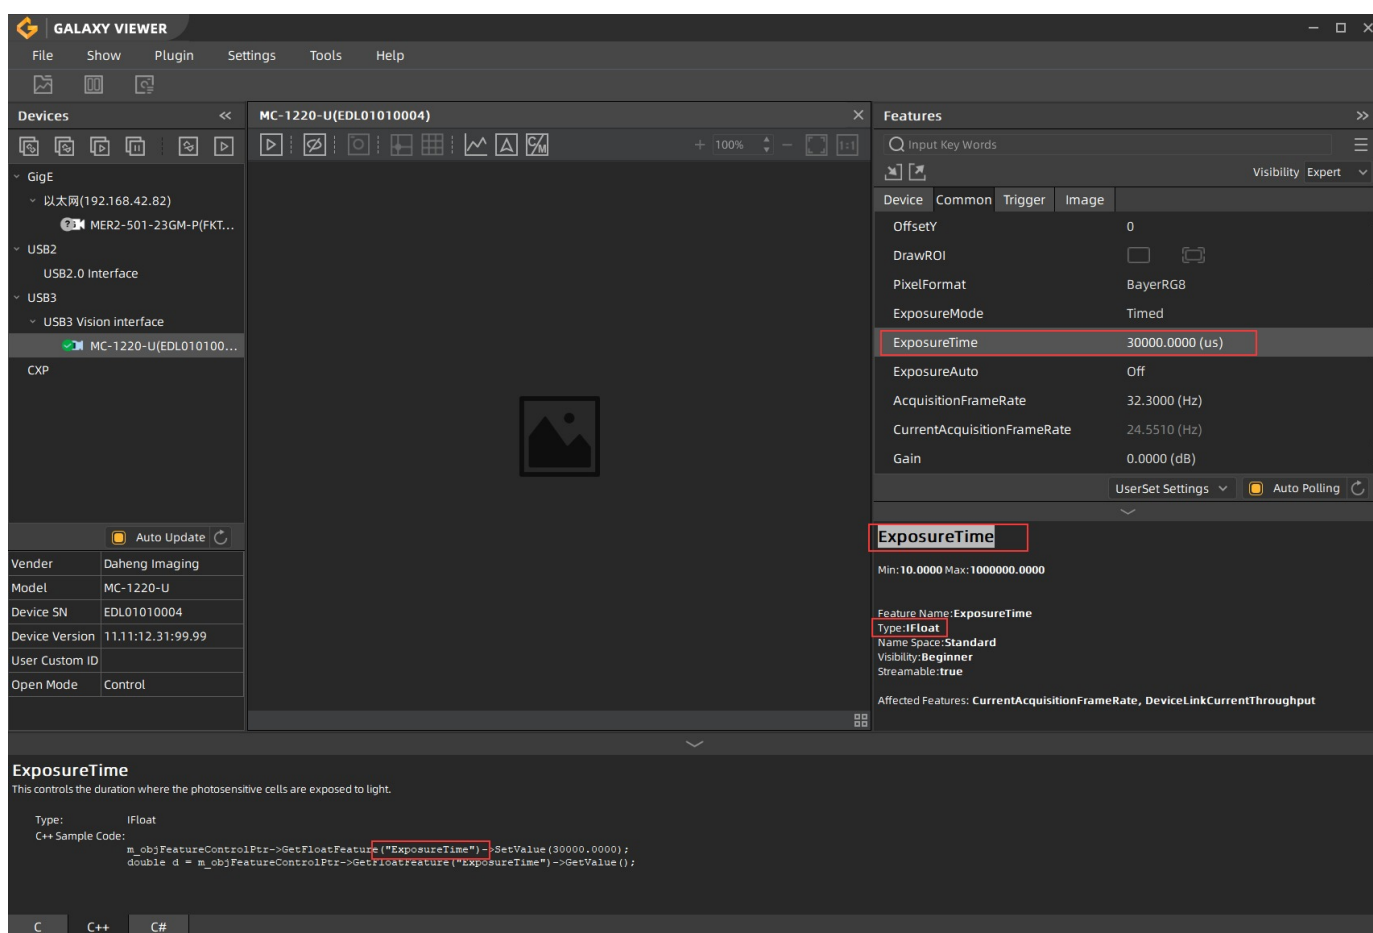 GALAXY VIEWER
File Show Plugin Settings Tools Help
Devices
GigE
以太网(192.168.42.82)
MER2-501-23GM-P(FKT...
USB2
USB2.0 Interface
USB3
USB3 Vision interface
MC-1220-U(EDL010100...
CXP
Auto Update
Vender Daheng Imaging
Model MC-1220-U
Device SN EDL01010004
Device Version 11.11:12.31:99.99
User Custom ID
Open Mode Control
MC-1220-U(EDL01010004)
C/M
100%
1:1
Features
Input Key Words
Visibility Expert
Device Common Trigger Image
OffsetY 0
DrawROI
PixelFormat BayerRG8
ExposureMode Timed
ExposureTime 30000.0000 (us)
ExposureAuto Off
AcquisitionFrameRate 32.3000 (Hz)
CurrentAcquisitionFrameRate 24.5510 (Hz)
Gain 0.0000 (dB)
UserSet Settings Auto Polling
ExposureTime
Min:10.0000 Max:1000000.0000
Feature Name:ExposureTime
Type:IFloat
Name Space:Standard
Visibility:Beginner
Streamable:true
Affected Features: CurrentAcquisitionFrameRate, DeviceLinkCurrentThroughput
ExposureTime
This controls the duration where the photosensitive cells are exposed to light.
Type: IFloat
C++ Sample Code:
m_objFeatureControlPtr->GetFloatFeature("ExposureTime")->SetValue(30000.0000);
double d = m_objFeatureControlPtr->GetFloatFeature("ExposureTime")->GetValue();
C C++ C#